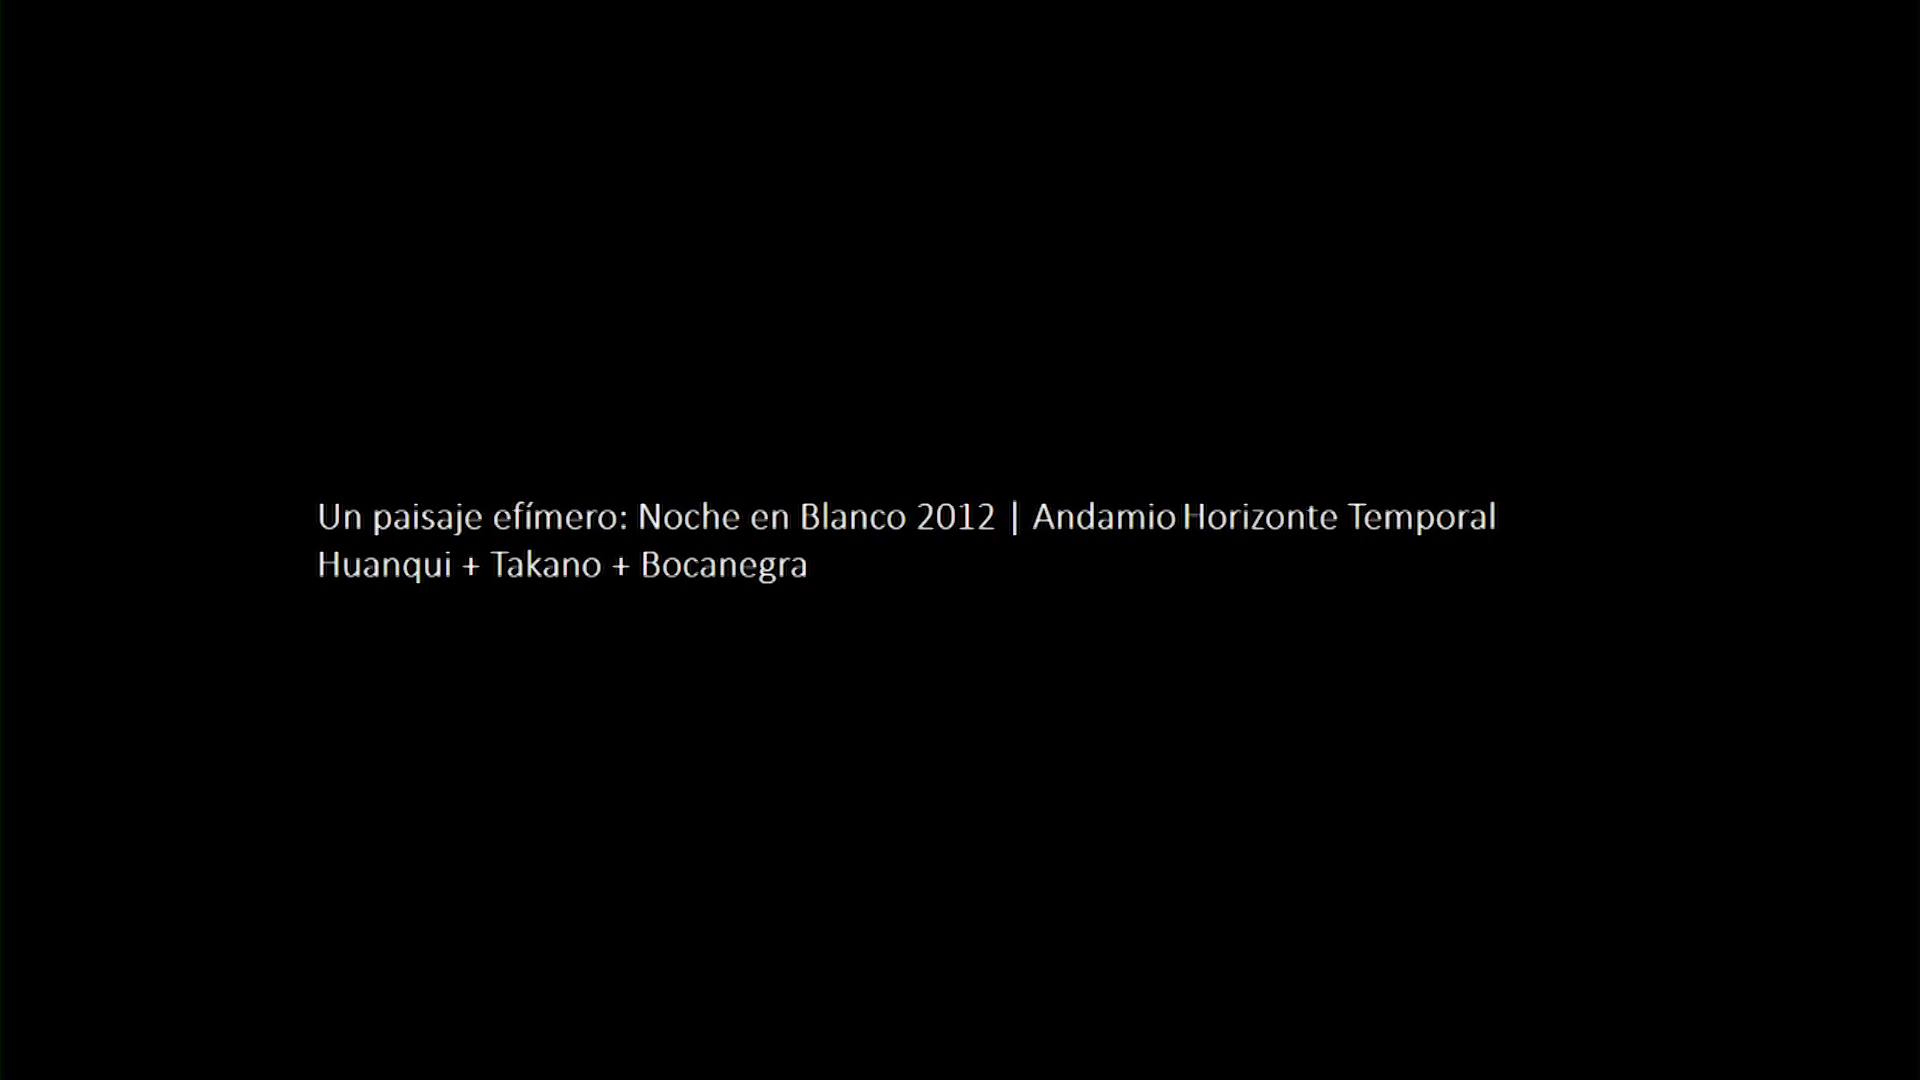 Un paisaje efímero: Noche en Blanco 2012 | Andamio Horizonte Temporal
Huanqui + Takano + Bocanegra